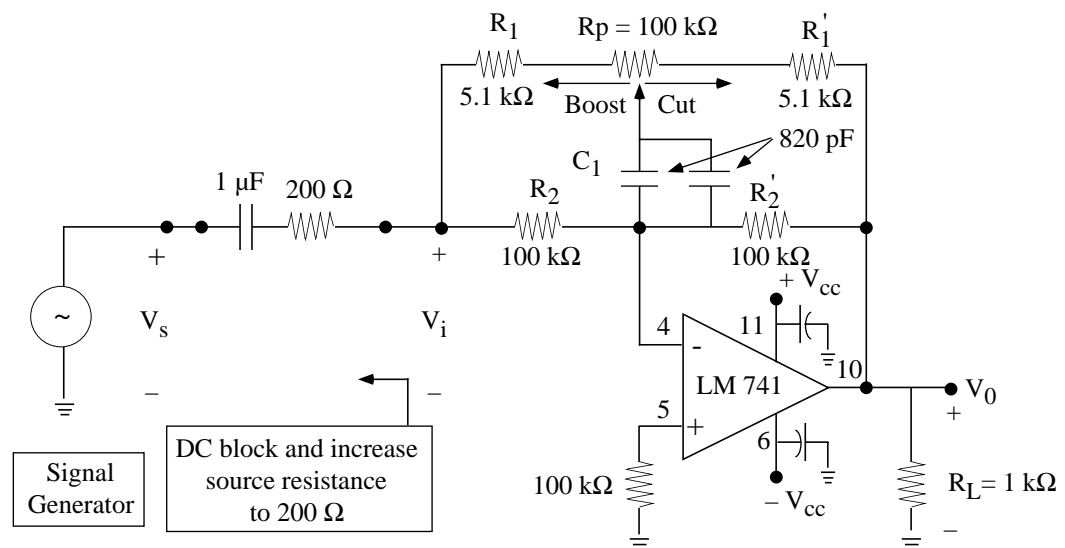 R1
Rp = 100 kΩ
R1'
5.1 kΩ
Boost
Cut
5.1 kΩ
820 pF
C1
1 μF
200 Ω
R2
R2'
100 kΩ
100 kΩ
+
+
+ Vcc
~
Vs
Vi
4
-
11
LM 741
10
V0
5
+
6
+
−
−
Signal
Generator
DC block and increase
source resistance
to 200 Ω
100 kΩ
− Vcc
RL = 1 kΩ
−